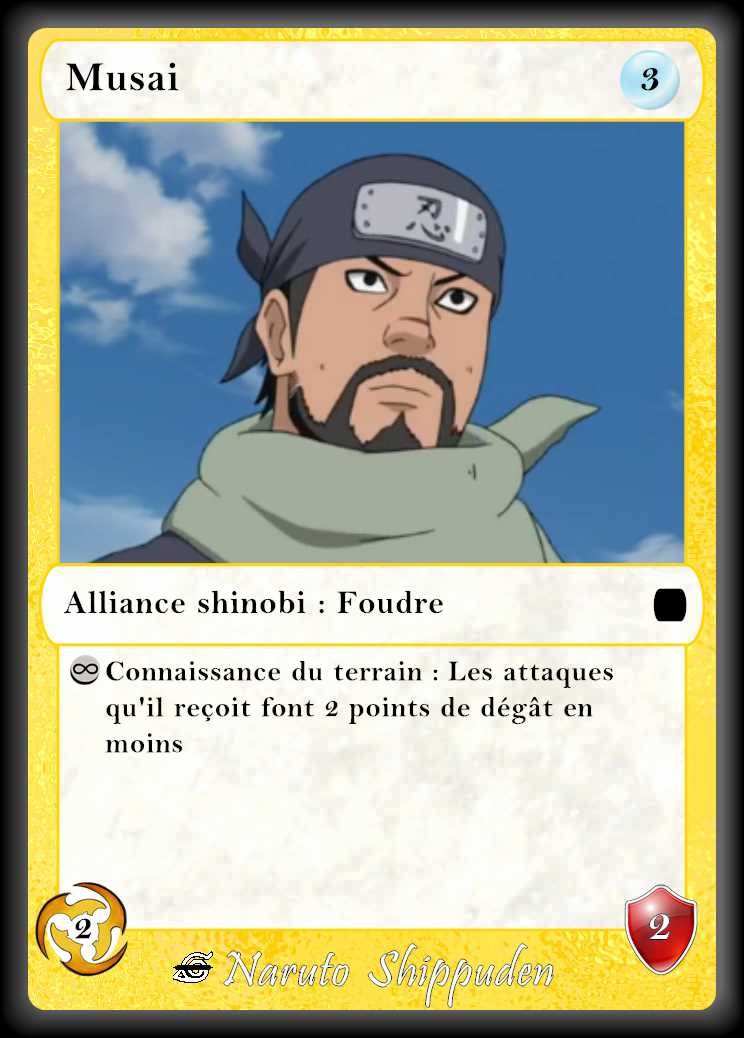 Musai
3
忍
Alliance shinobi : Foudre
∞ Connaissance du terrain : Les attaques
qu'il reçoit font 2 points de dégât en
moins
2
2
Naruto Shippuden